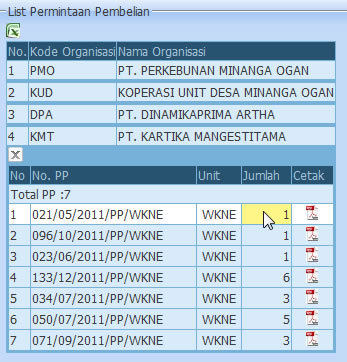 List Permintaan Pembelian
No. Kode Organisasi Nama Organisasi
1 PMO PT. PERKEBUNAN MINANGA OGAN
2 KUD KOPERASI UNIT DESA MINANGA OGAN
3 DPA PT. DINAMIKAPRIMA ARTHA
4 KMT PT. KARTIKA MANGESTITAMA
No No. PP Unit Jumlah Cetak
Total PP :7
1 021/05/2011/PP/WKNE WKNE 1
2 096/10/2011/PP/WKNE WKNE 1
3 023/06/2011/PP/WKNE WKNE 1
4 133/12/2011/PP/WKNE WKNE 6
5 034/07/2011/PP/WKNE WKNE 3
6 050/07/2011/PP/WKNE WKNE 5
7 071/09/2011/PP/WKNE WKNE 3